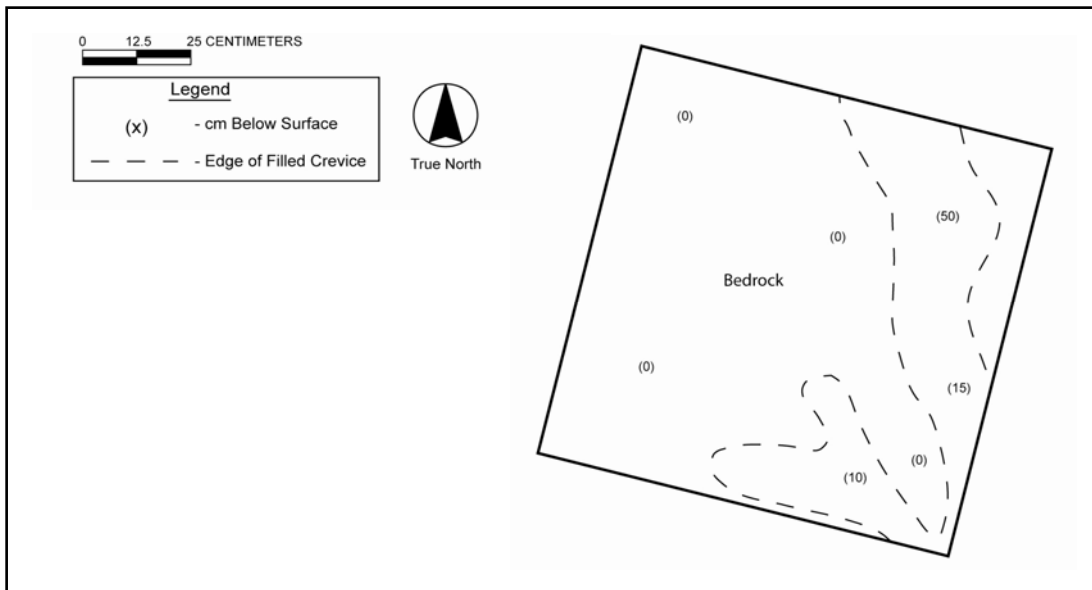 0 12.5 25 CENTIMETERS
Legend
(x) - cm Below Surface
- Edge of Filled Crevice
True North
(0)
(50)
(0)
Bedrock
(0)
(15)
(0)
(10)